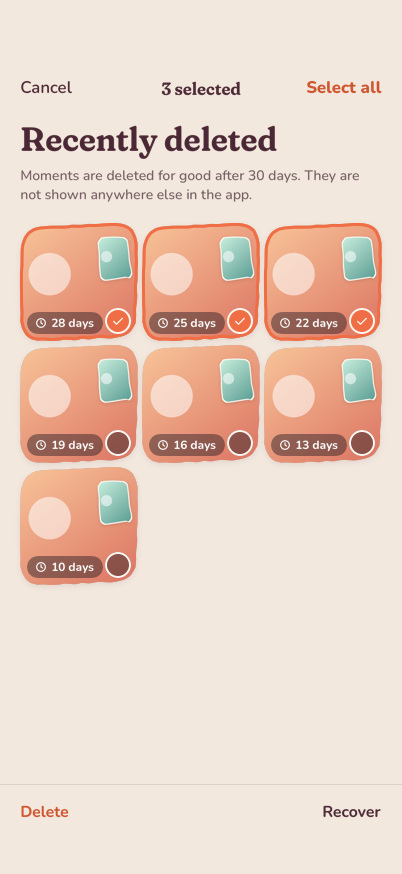 Cancel
3 selected
Select all
Recently deleted
Moments are deleted for good after 30 days. They are
not shown anywhere else in the app.
28 days
25 days
22 days
19 days
16 days
13 days
10 days
Delete
Recover